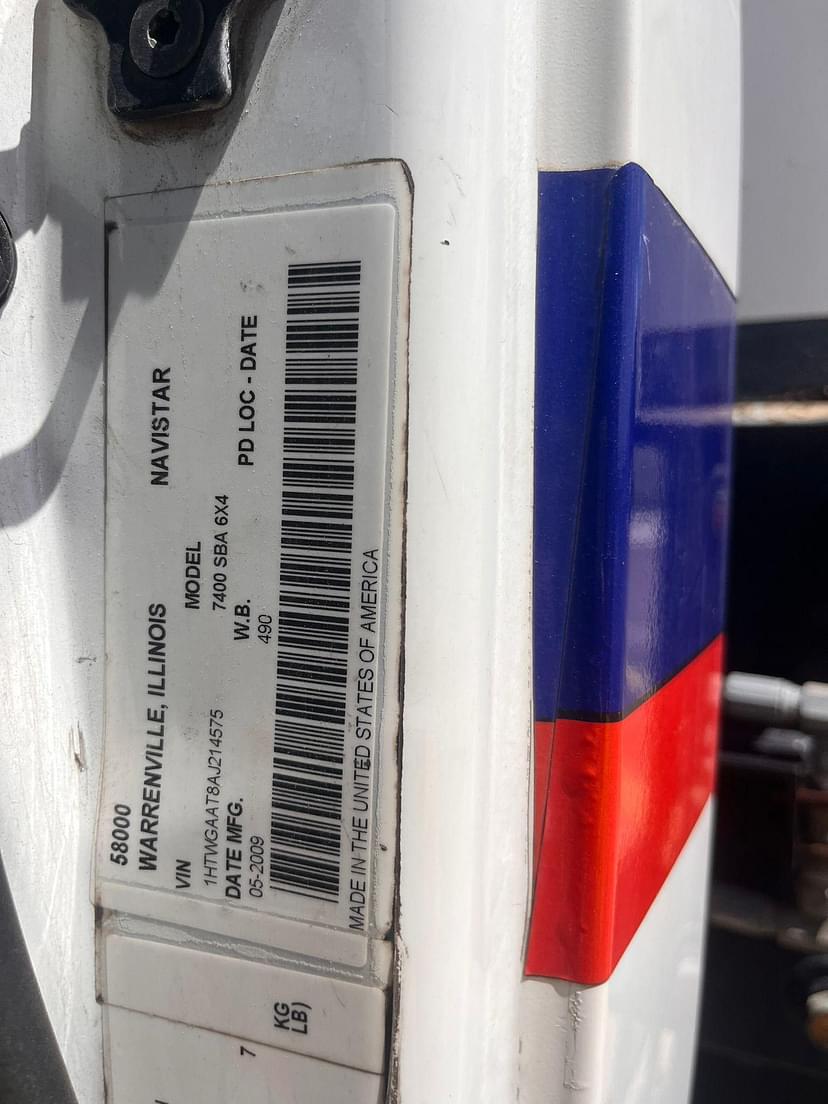 58000
WARRENVILLE, ILLINOIS NAVISTAR
VIN MODEL
1HTWGAAT8AJ214575 7400 SBA 6X4
DATE MFG. W.B. PD LOC - DATE
05-2009 490
MADE IN THE UNITED STATES OF AMERICA
7
KG
LB)